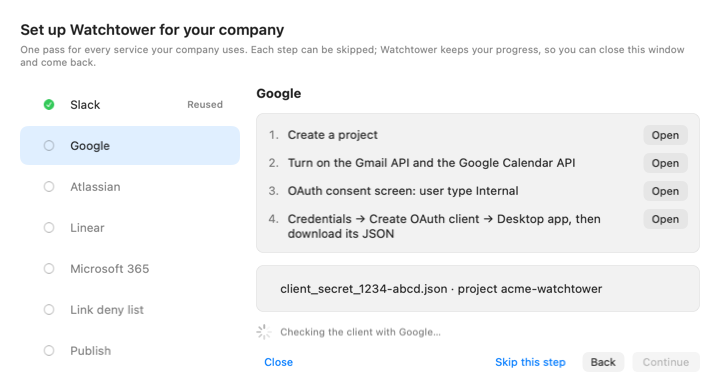 Set up Watchtower for your company
One pass for every service your company uses. Each step can be skipped; Watchtower keeps your progress, so you can close this window
and come back.
Slack Reused
Google
Atlassian
Linear
Microsoft 365
Link deny list
Publish
Google
1. Create a project Open
2. Turn on the Gmail API and the Google Calendar API Open
3. OAuth consent screen: user type Internal Open
4. Credentials → Create OAuth client → Desktop app, then Open
download its JSON
client_secret_1234-abcd.json · project acme-watchtower
Checking the client with Google...
Close Skip this step Back Continue